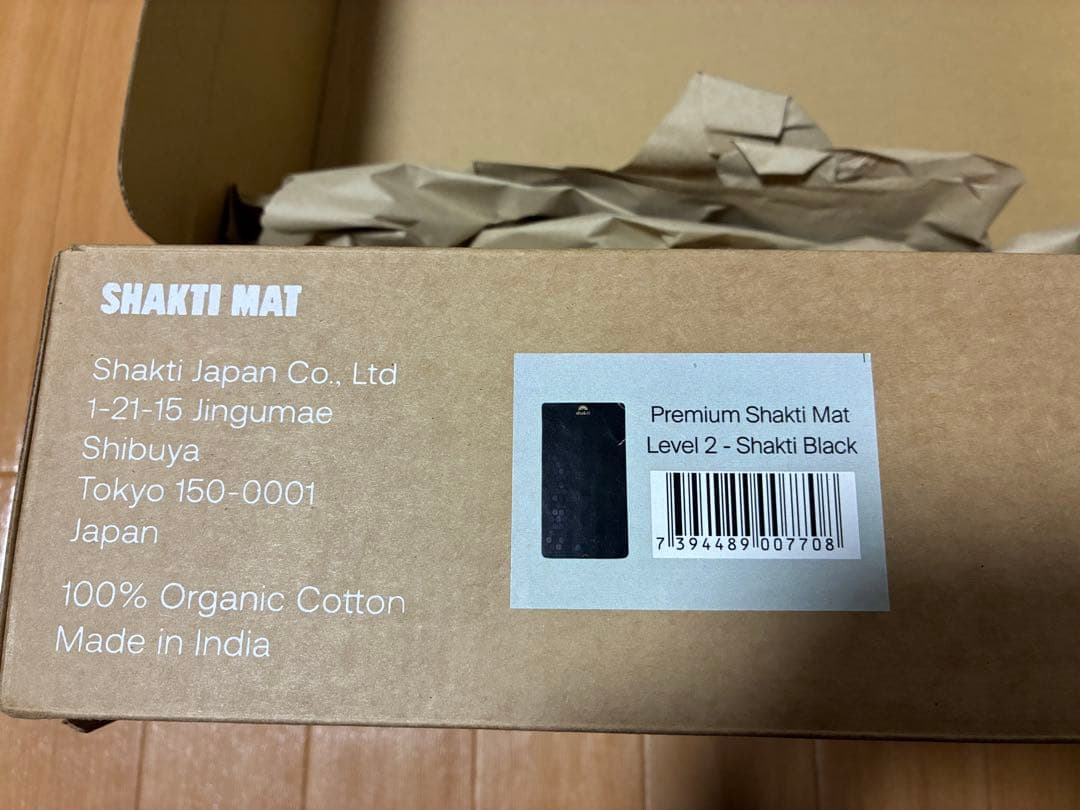 SHAKTI MAT
Shakti Japan Co., Ltd
1-21-15 Jingumae
Shibuya
Tokyo 150-0001
Japan
100% Organic Cotton
Made in India
shakti
Premium Shakti Mat
Level 2 - Shakti Black
7 394489 007708